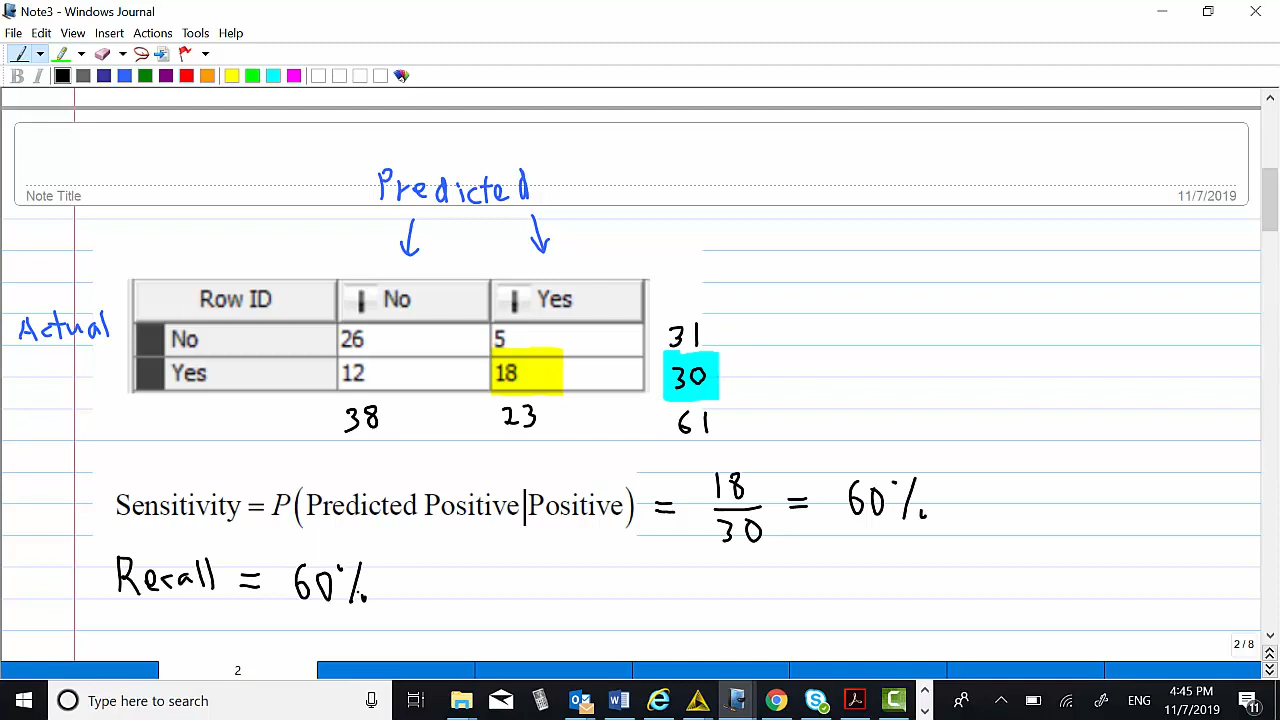 Note3 - Windows Journal
File Edit View Insert Actions Tools Help
B I
Predicted
Note Title
11/7/2019
Row ID No Yes
Actual
No 26 5 31
Yes 12 18 30
38 23 61
Sensitivity = P(Predicted Positive|Positive) = 18/30 = 60%
Recall = 60%
2 / 8
2
Type here to search
ENG
4:45 PM
11/7/2019
11